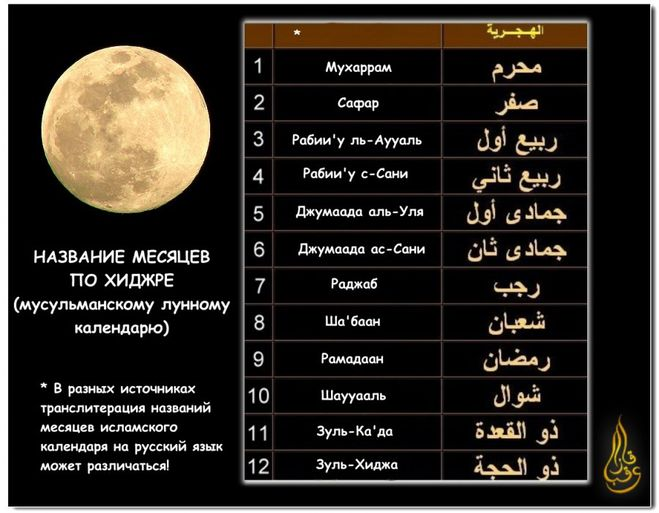 НАЗВАНИЕ МЕСЯЦЕВ
ПО ХИДЖРЕ
(мусульманскому лунному
календарю)
* В разных источниках
транслитерация названий
месяцев исламского
календаря на русский язык
может различаться!
* الهـجــرية
1 Мухаррам محرم
2 Сафар صفر
3 Рабии'у ль-Аууаль ربيع أول
4 Рабии'у с-Сани ربيع ثاني
5 Джумаада аль-Уля جمادى أول
6 Джумаада ас-Сани جمادى ثان
7 Раджаб رجب
8 Ша'баан شعبان
9 Рамадаан رمضان
10 Шаууааль شوال
11 Зуль-Ка'да ذو القعدة
12 Зуль-Хиджа ذو الحجة